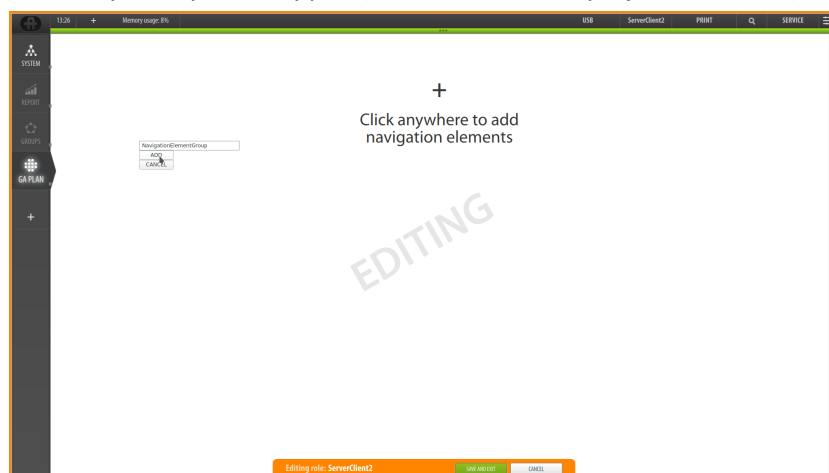 13:26 + Memory usage: 8% USB ServerClient2 PRINT SERVICE
SYSTEM
REPORT
GROUPS
GA PLAN
+
+
Click anywhere to add
navigation elements
NavigationElementGroup
ADD
CANCEL
EDITING
Editing role: ServerClient2 SAVE AND EXIT CANCEL